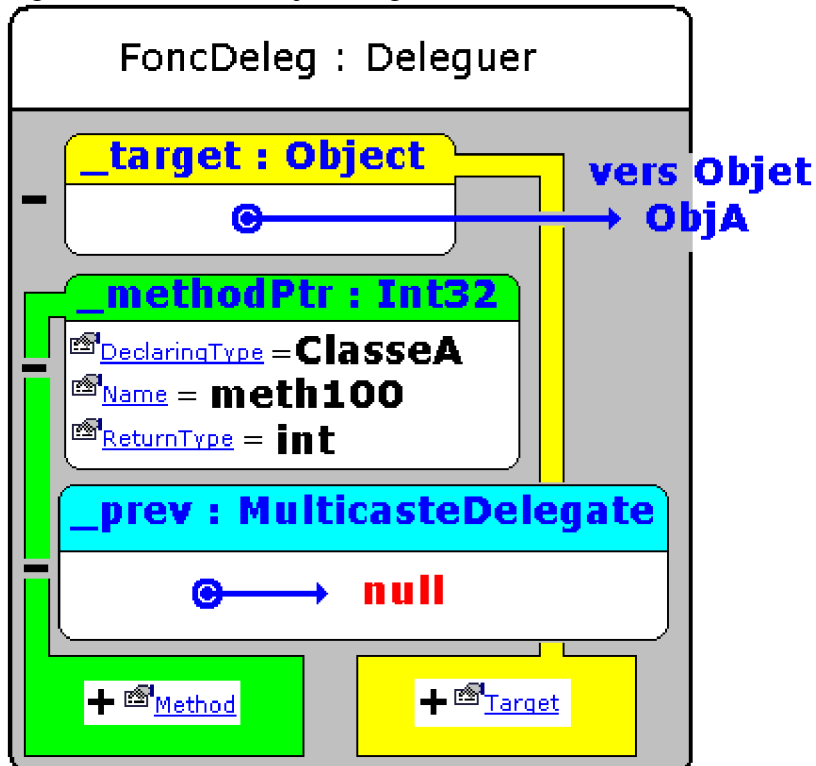 FoncDeleg : Deleguer
_target : Object
vers Objet
ObjA
_methodPtr : Int32
DeclaringType = ClasseA
Name = meth100
ReturnType = int
_prev : MulticasteDelegate
null
+ Method
+ Target